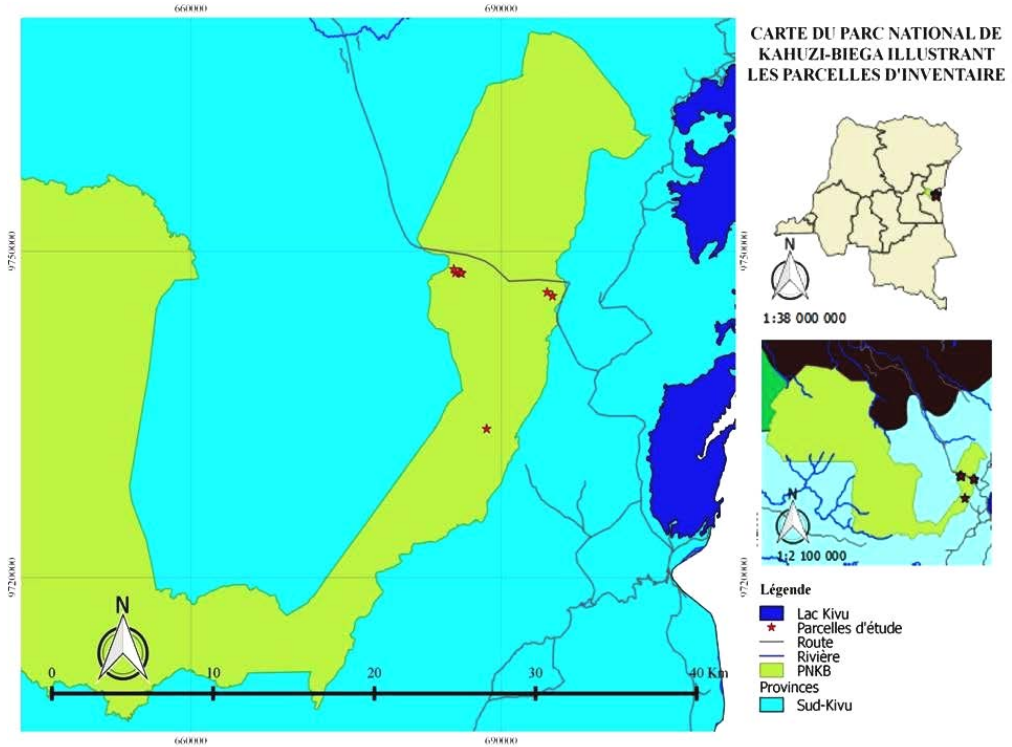 660000
690000
CARTE DU PARC NATIONAL DE
KAHUZI-BIEGA ILLUSTRANT
LES PARCELLES D'INVENTAIRE
9750000
9750000
N
1:38 000 000
N
1:2 100 000
9720000
9720000
N
0 10 20 30 40 Km
660000
690000
Légende
Lac Kivu
Parcelles d'étude
Route
Rivière
PNKB
Provinces
Sud-Kivu